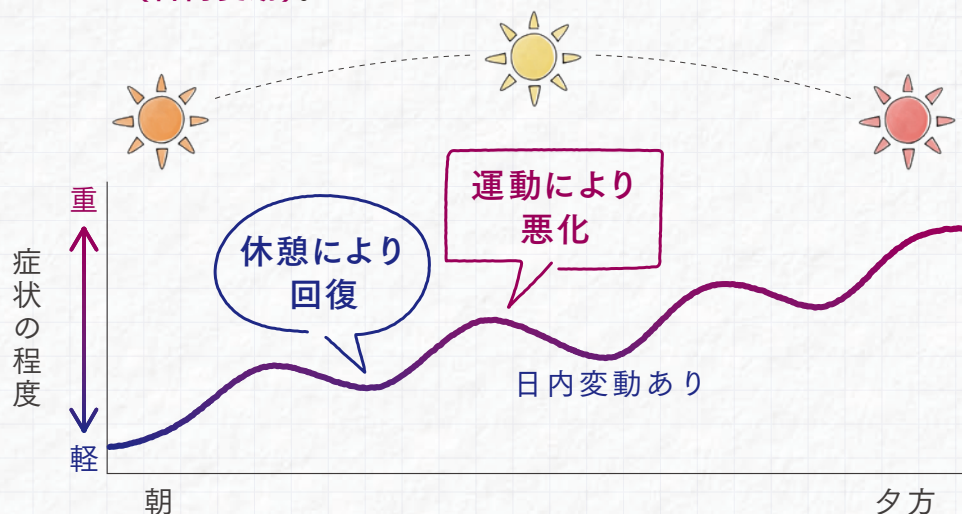 重
症状の程度
軽
休憩により
回復
運動により
悪化
日内変動あり
朝
夕方